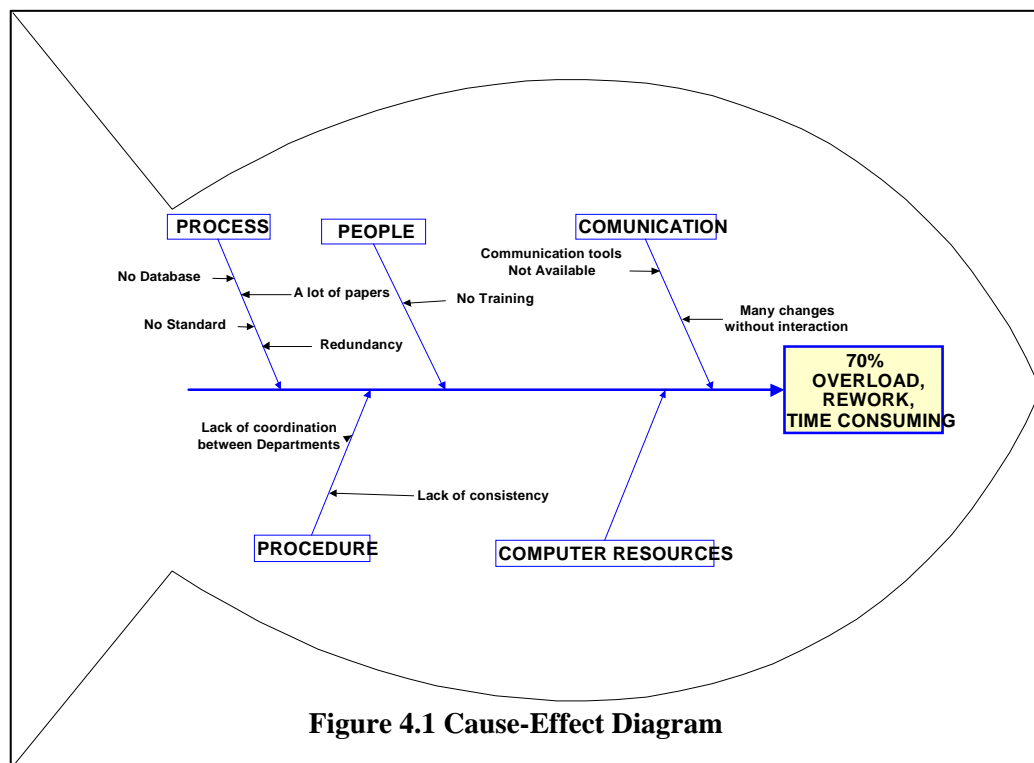 PROCESS
PEOPLE
COMUNICATION
No Database
A lot of papers
No Standard
Redundancy
No Training
Communication tools
Not Available
Many changes
without interaction
70%
OVERLOAD,
REWORK,
TIME CONSUMING
Lack of coordination
between Departments
Lack of consistency
PROCEDURE
COMPUTER RESOURCES
Figure 4.1 Cause-Effect Diagram